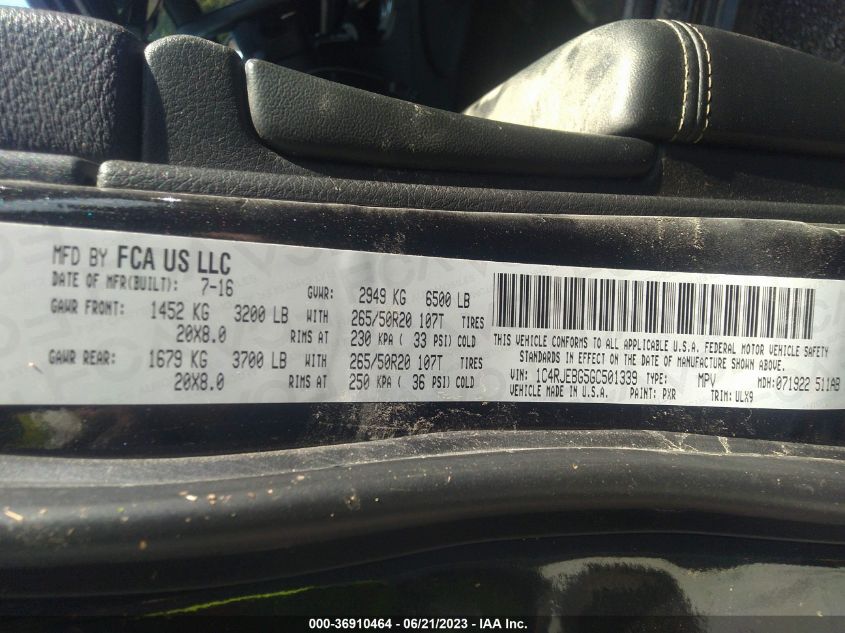 MFD BY FCA US LLC
DATE OF MFR(BUILT): 7-16 GVWR: 2949 KG 6500 LB
GAWR FRONT: 1452 KG 3200 LB WITH 265/50R20 107T TIRES
20X8.0 RIMS AT 230 KPA ( 33 PSI) COLD
GAWR REAR: 1679 KG 3700 LB WITH 265/50R20 107T TIRES
20X8.0 RIMS AT 250 KPA ( 36 PSI) COLD
THIS VEHICLE CONFORMS TO ALL APPLICABLE U.S.A. FEDERAL MOTOR VEHICLE SAFETY
STANDARDS IN EFFECT ON THE DATE OF MANUFACTURE SHOWN ABOVE.
VIN: 1C4RJEBG5GC501339 TYPE: MPV MDH: 071922 511AB
VEHICLE MADE IN U.S.A. PAINT: PXR TRIM: ULX9
000-36910464 - 06/21/2023 - IAA Inc.